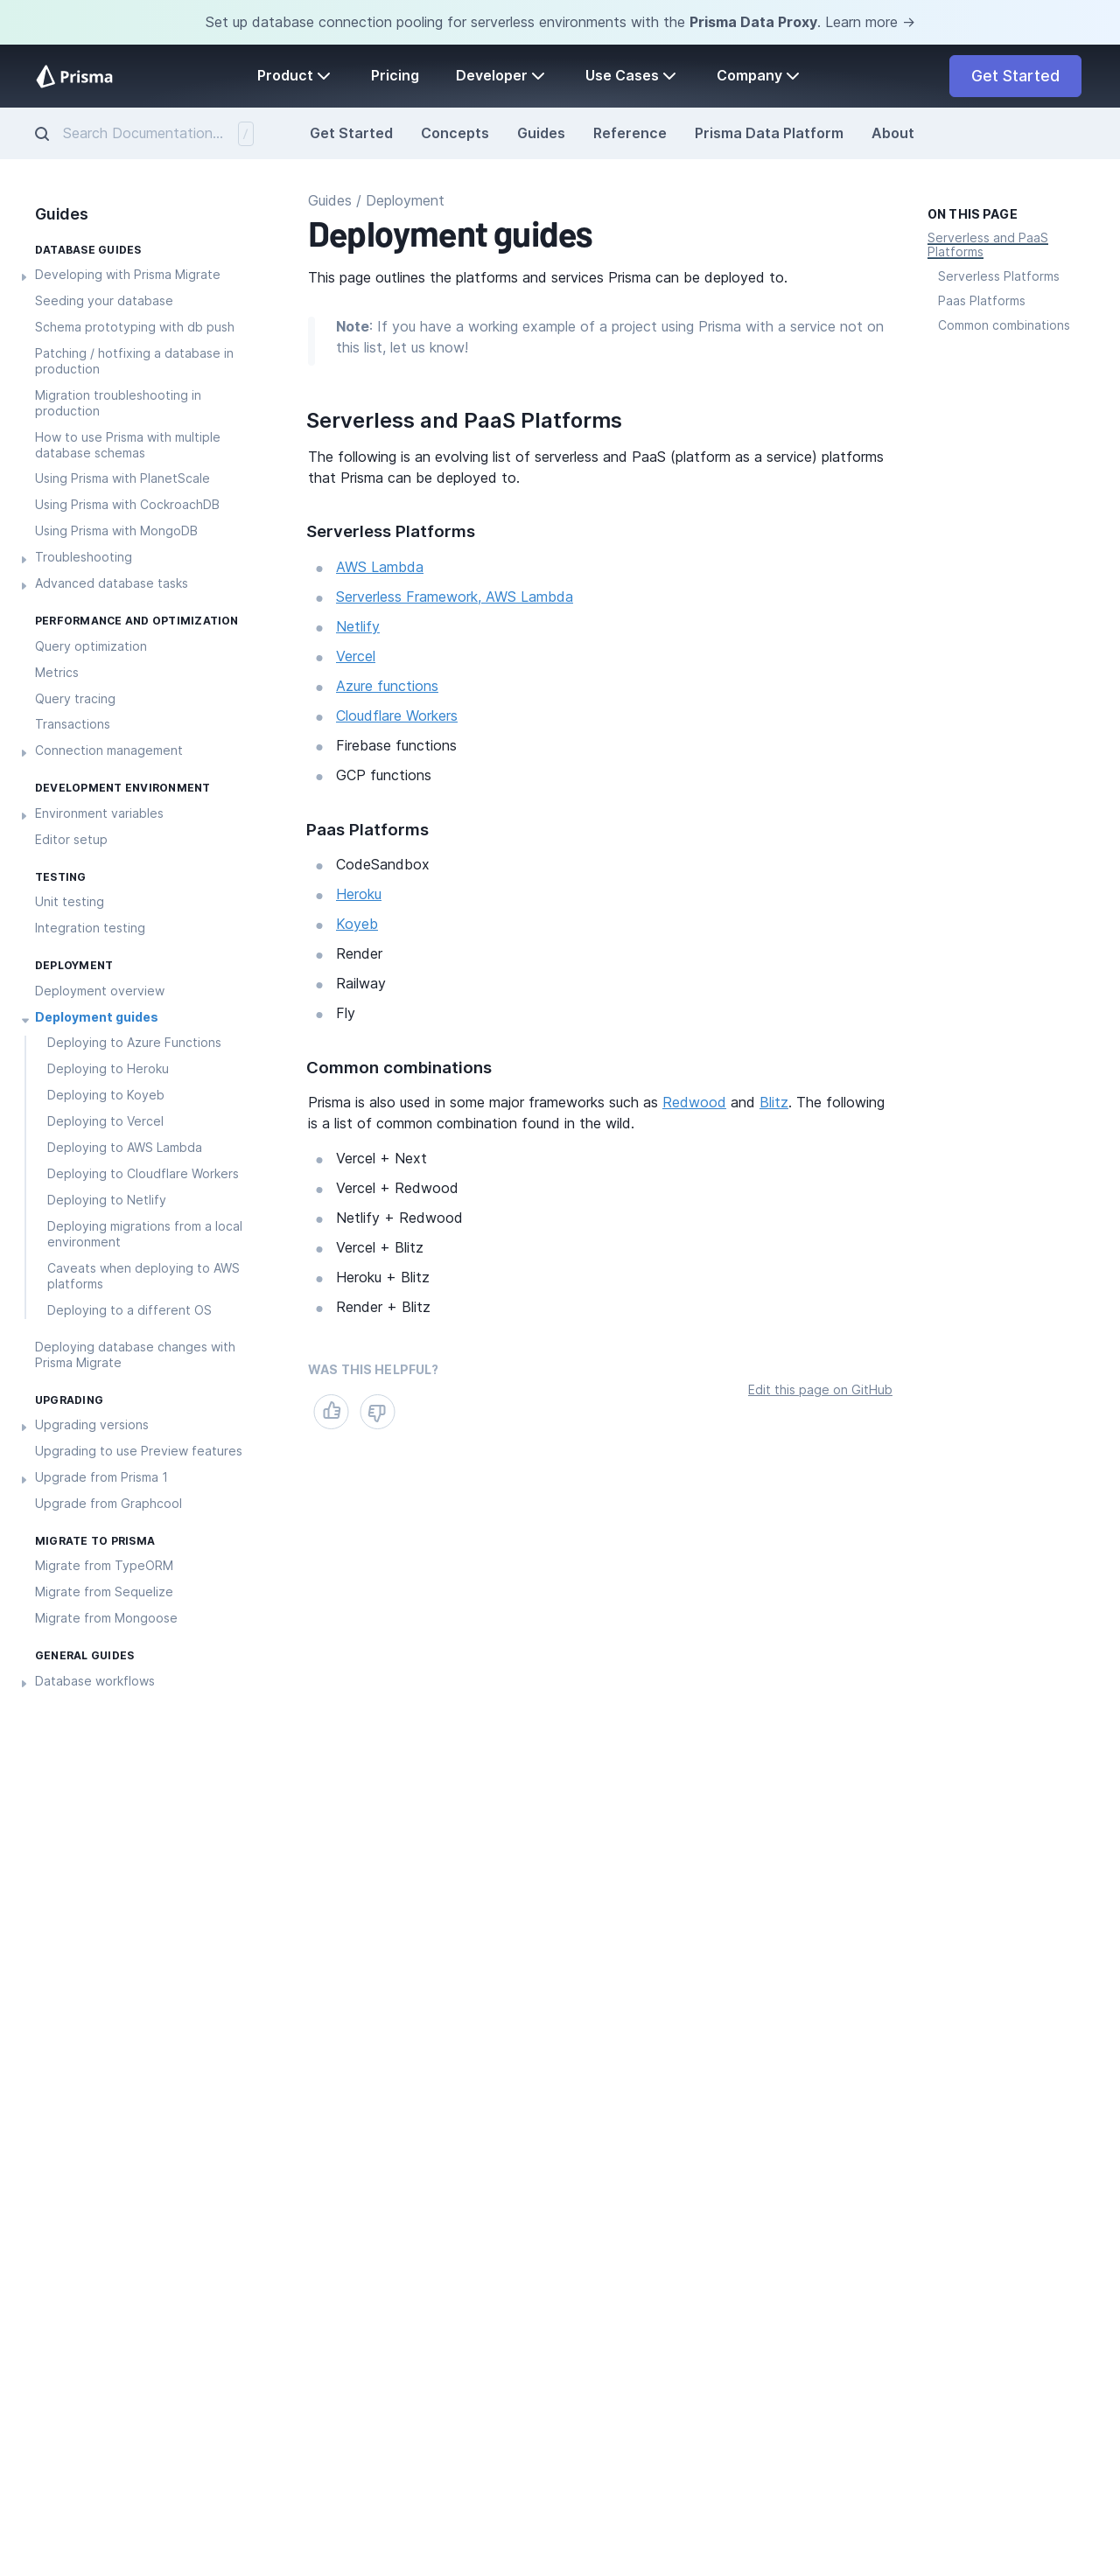 Set up database connection pooling for serverless environments with the Prisma Data Proxy. Learn more →
Prisma
Product
Pricing
Developer
Use Cases
Company
Get Started
Search Documentation...
/
Get Started
Concepts
Guides
Reference
Prisma Data Platform
About
Guides
DATABASE GUIDES
Developing with Prisma Migrate
Seeding your database
Schema prototyping with db push
Patching / hotfixing a database in
production
Migration troubleshooting in
production
How to use Prisma with multiple
database schemas
Using Prisma with PlanetScale
Using Prisma with CockroachDB
Using Prisma with MongoDB
Troubleshooting
Advanced database tasks
PERFORMANCE AND OPTIMIZATION
Query optimization
Metrics
Query tracing
Transactions
Connection management
DEVELOPMENT ENVIRONMENT
Environment variables
Editor setup
TESTING
Unit testing
Integration testing
DEPLOYMENT
Deployment overview
Deployment guides
Deploying to Azure Functions
Deploying to Heroku
Deploying to Koyeb
Deploying to Vercel
Deploying to AWS Lambda
Deploying to Cloudflare Workers
Deploying to Netlify
Deploying migrations from a local
environment
Caveats when deploying to AWS
platforms
Deploying to a different OS
Deploying database changes with
Prisma Migrate
UPGRADING
Upgrading versions
Upgrading to use Preview features
Upgrade from Prisma 1
Upgrade from Graphcool
MIGRATE TO PRISMA
Migrate from TypeORM
Migrate from Sequelize
Migrate from Mongoose
GENERAL GUIDES
Database workflows
Guides / Deployment
Deployment guides
This page outlines the platforms and services Prisma can be deployed to.
Note: If you have a working example of a project using Prisma with a service not on
this list, let us know!
Serverless and PaaS Platforms
The following is an evolving list of serverless and PaaS (platform as a service) platforms
that Prisma can be deployed to.
Serverless Platforms
AWS Lambda
Serverless Framework, AWS Lambda
Netlify
Vercel
Azure functions
Cloudflare Workers
Firebase functions
GCP functions
Paas Platforms
CodeSandbox
Heroku
Koyeb
Render
Railway
Fly
Common combinations
Prisma is also used in some major frameworks such as Redwood and Blitz. The following
is a list of common combination found in the wild.
Vercel + Next
Vercel + Redwood
Netlify + Redwood
Vercel + Blitz
Heroku + Blitz
Render + Blitz
WAS THIS HELPFUL?
Edit this page on GitHub
ON THIS PAGE
Serverless and PaaS
Platforms
Serverless Platforms
Paas Platforms
Common combinations